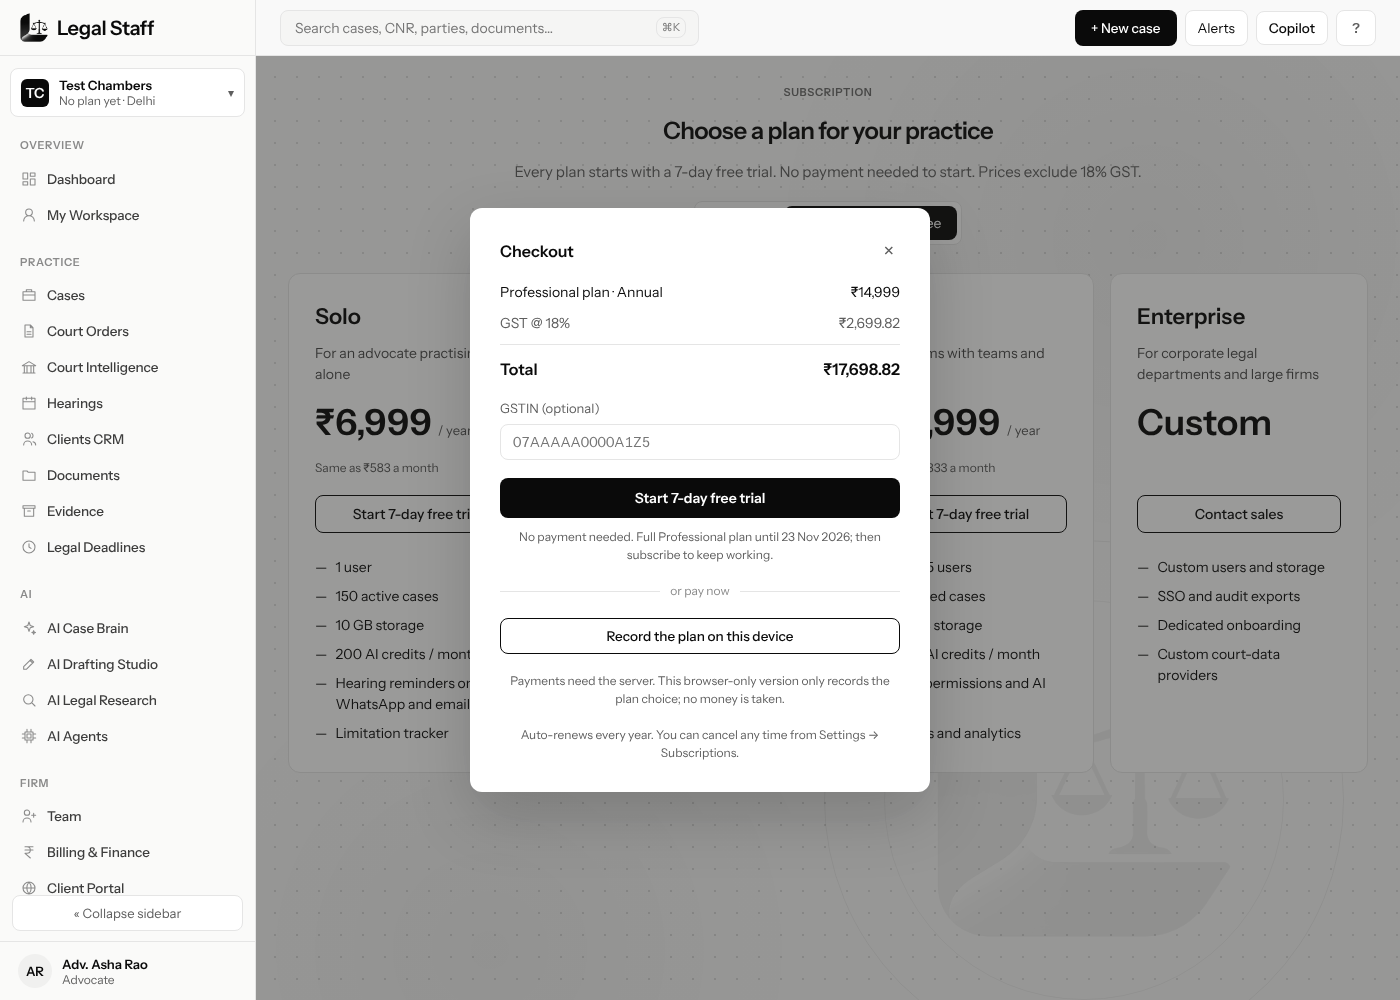 Legal Staff
Search cases, CNR, parties, documents...
⌘K
+ New case
Alerts
Copilot
?
TC
Test Chambers
No plan yet · Delhi
▾
OVERVIEW
Dashboard
My Workspace
PRACTICE
Cases
Court Orders
Court Intelligence
Hearings
Clients CRM
Documents
Evidence
Legal Deadlines
AI
AI Case Brain
AI Drafting Studio
AI Legal Research
AI Agents
FIRM
Team
Billing & Finance
Client Portal
« Collapse sidebar
AR
Adv. Asha Rao
Advocate
SUBSCRIPTION
Choose a plan for your practice
Every plan starts with a 7-day free trial. No payment needed to start. Prices exclude 18% GST.
Solo
For an advocate practisin
alone
₹6,999 / year
Same as ₹583 a month
Start 7-day free tri
— 1 user
— 150 active cases
— 10 GB storage
— 200 AI credits / mont
— Hearing reminders on
WhatsApp and email
— Limitation tracker
Checkout
×
Professional plan · Annual ₹14,999
GST @ 18% ₹2,699.82
Total ₹17,698.82
GSTIN (optional)
07AAAAA0000A1Z5
Start 7-day free trial
No payment needed. Full Professional plan until 23 Nov 2026; then
subscribe to keep working.
or pay now
Record the plan on this device
Payments need the server. This browser-only version only records the
plan choice; no money is taken.
Auto-renews every year. You can cancel any time from Settings →
Subscriptions.
ee
ms with teams and
,999 / year
333 a month
t 7-day free trial
5 users
ed cases
storage
AI credits / month
permissions and AI
s and analytics
Enterprise
For corporate legal
departments and large firms
Custom
Contact sales
— Custom users and storage
— SSO and audit exports
— Dedicated onboarding
— Custom court-data
providers